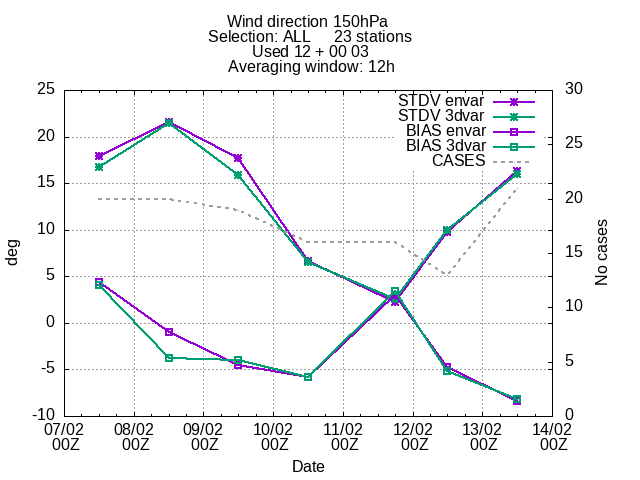 Wind direction 150hPa
Selection: ALL 23 stations
Used 12 + 00 03
Averaging window: 12h
STDV envar
STDV 3dvar
BIAS envar
BIAS 3dvar
CASES
25
20
15
10
5
0
-5
-10
deg
30
25
20
15
10
5
0
No cases
07/02 08/02 09/02 10/02 11/02 12/02 13/02 14/02
00Z 00Z 00Z 00Z 00Z 00Z 00Z 00Z
Date